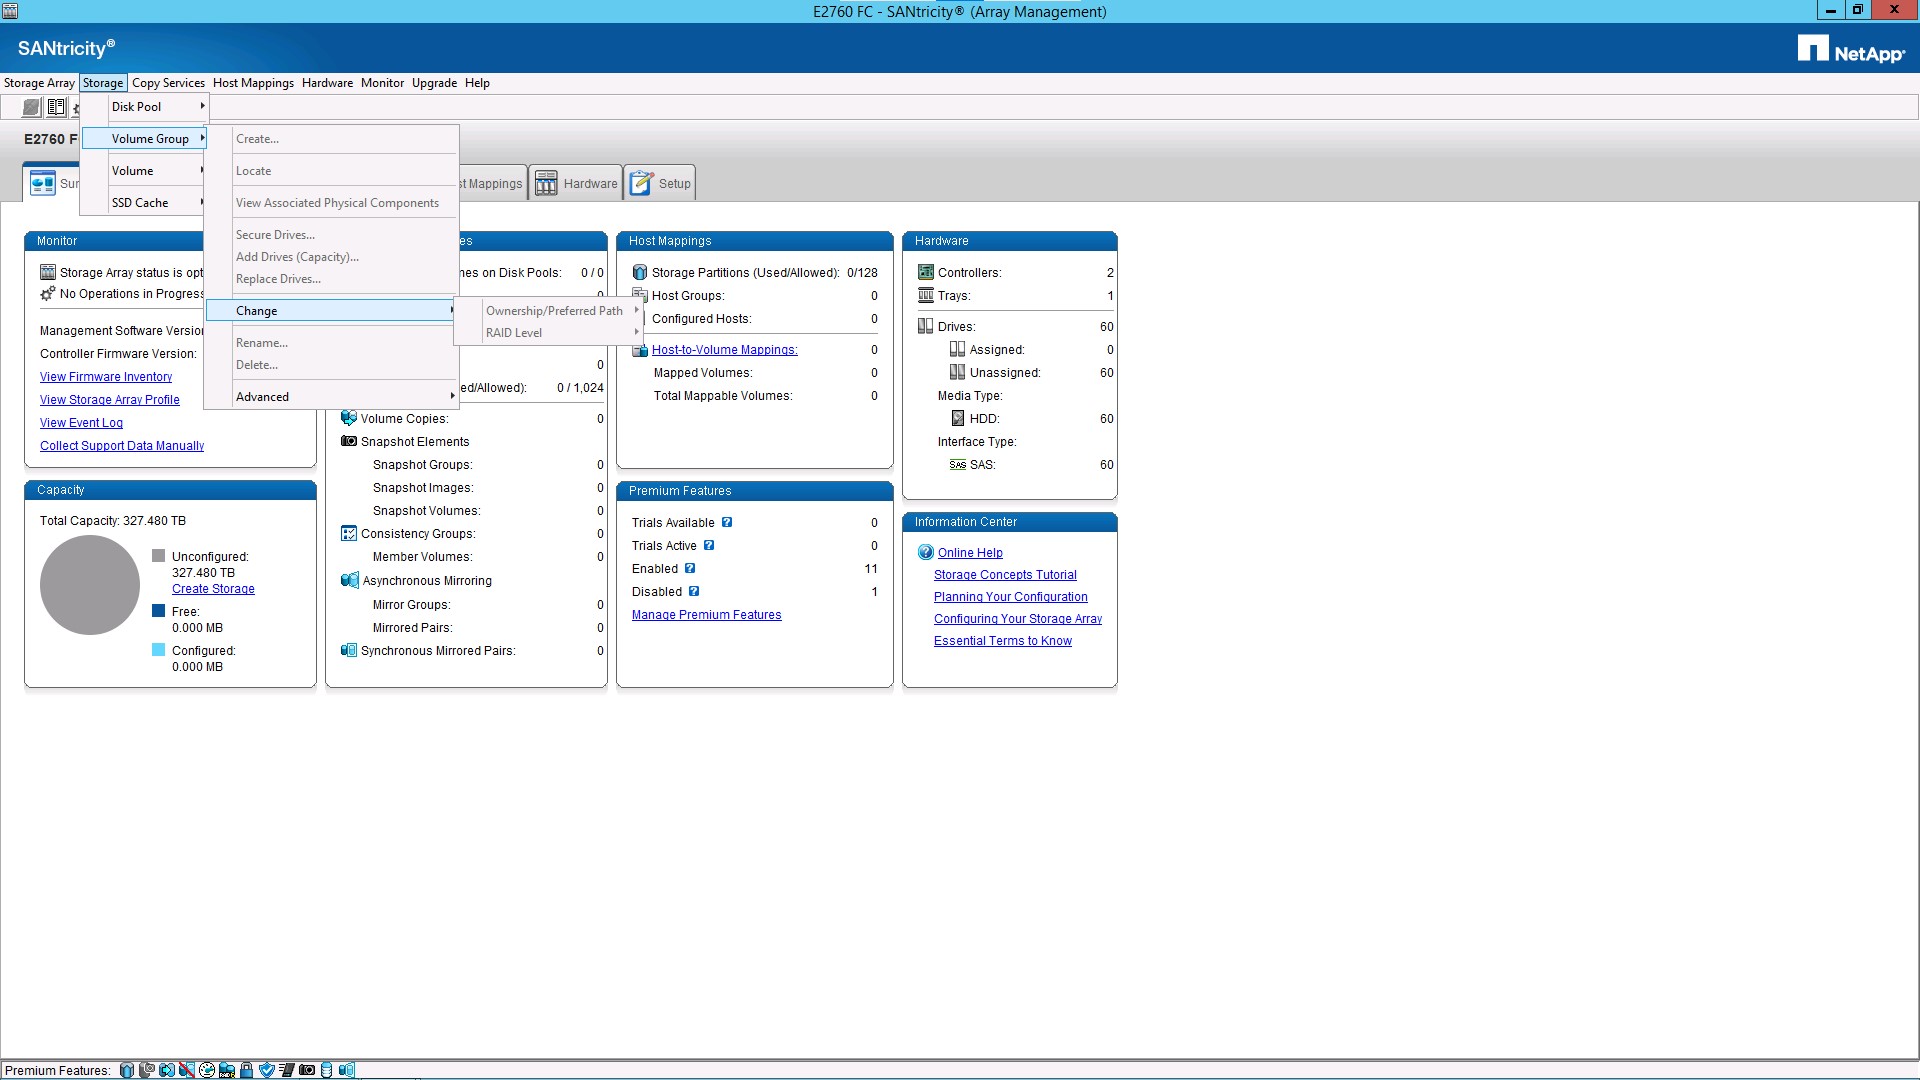 E2760 FC - SANtricity® (Array Management)
SANtricity®
NetApp®
Storage Array Storage Copy Services Host Mappings Hardware Monitor Upgrade Help
Disk Pool
Volume Group
Volume
SSD Cache
Create...
Locate
View Associated Physical Components
Secure Drives...
Add Drives (Capacity)...
Replace Drives...
Change
Rename...
Delete...
Advanced
Ownership/Preferred Path
RAID Level
E2760 F
Sur
st Mappings
Hardware
Setup
Monitor
Storage Array status is opt
No Operations in Progress
Management Software Version
Controller Firmware Version:
View Firmware Inventory
View Storage Array Profile
View Event Log
Collect Support Data Manually
Capacity
Total Capacity: 327.480 TB
Unconfigured:
327.480 TB
Create Storage
Free:
0.000 MB
Configured:
0.000 MB
es
nes on Disk Pools: 0 / 0
0
ed/Allowed): 0 / 1,024
Volume Copies: 0
Snapshot Elements
Snapshot Groups: 0
Snapshot Images: 0
Snapshot Volumes: 0
Consistency Groups: 0
Member Volumes: 0
Asynchronous Mirroring
Mirror Groups: 0
Mirrored Pairs: 0
Synchronous Mirrored Pairs: 0
Host Mappings
Storage Partitions (Used/Allowed): 0/128
Host Groups: 0
Configured Hosts: 0
Host-to-Volume Mappings: 0
Mapped Volumes: 0
Total Mappable Volumes: 0
Premium Features
Trials Available ? 0
Trials Active ? 0
Enabled ? 11
Disabled ? 1
Manage Premium Features
Hardware
Controllers: 2
Trays: 1
Drives: 60
Assigned: 0
Unassigned: 60
Media Type:
HDD: 60
Interface Type:
SAS SAS: 60
Information Center
? Online Help
Storage Concepts Tutorial
Planning Your Configuration
Configuring Your Storage Array
Essential Terms to Know
Premium Features: